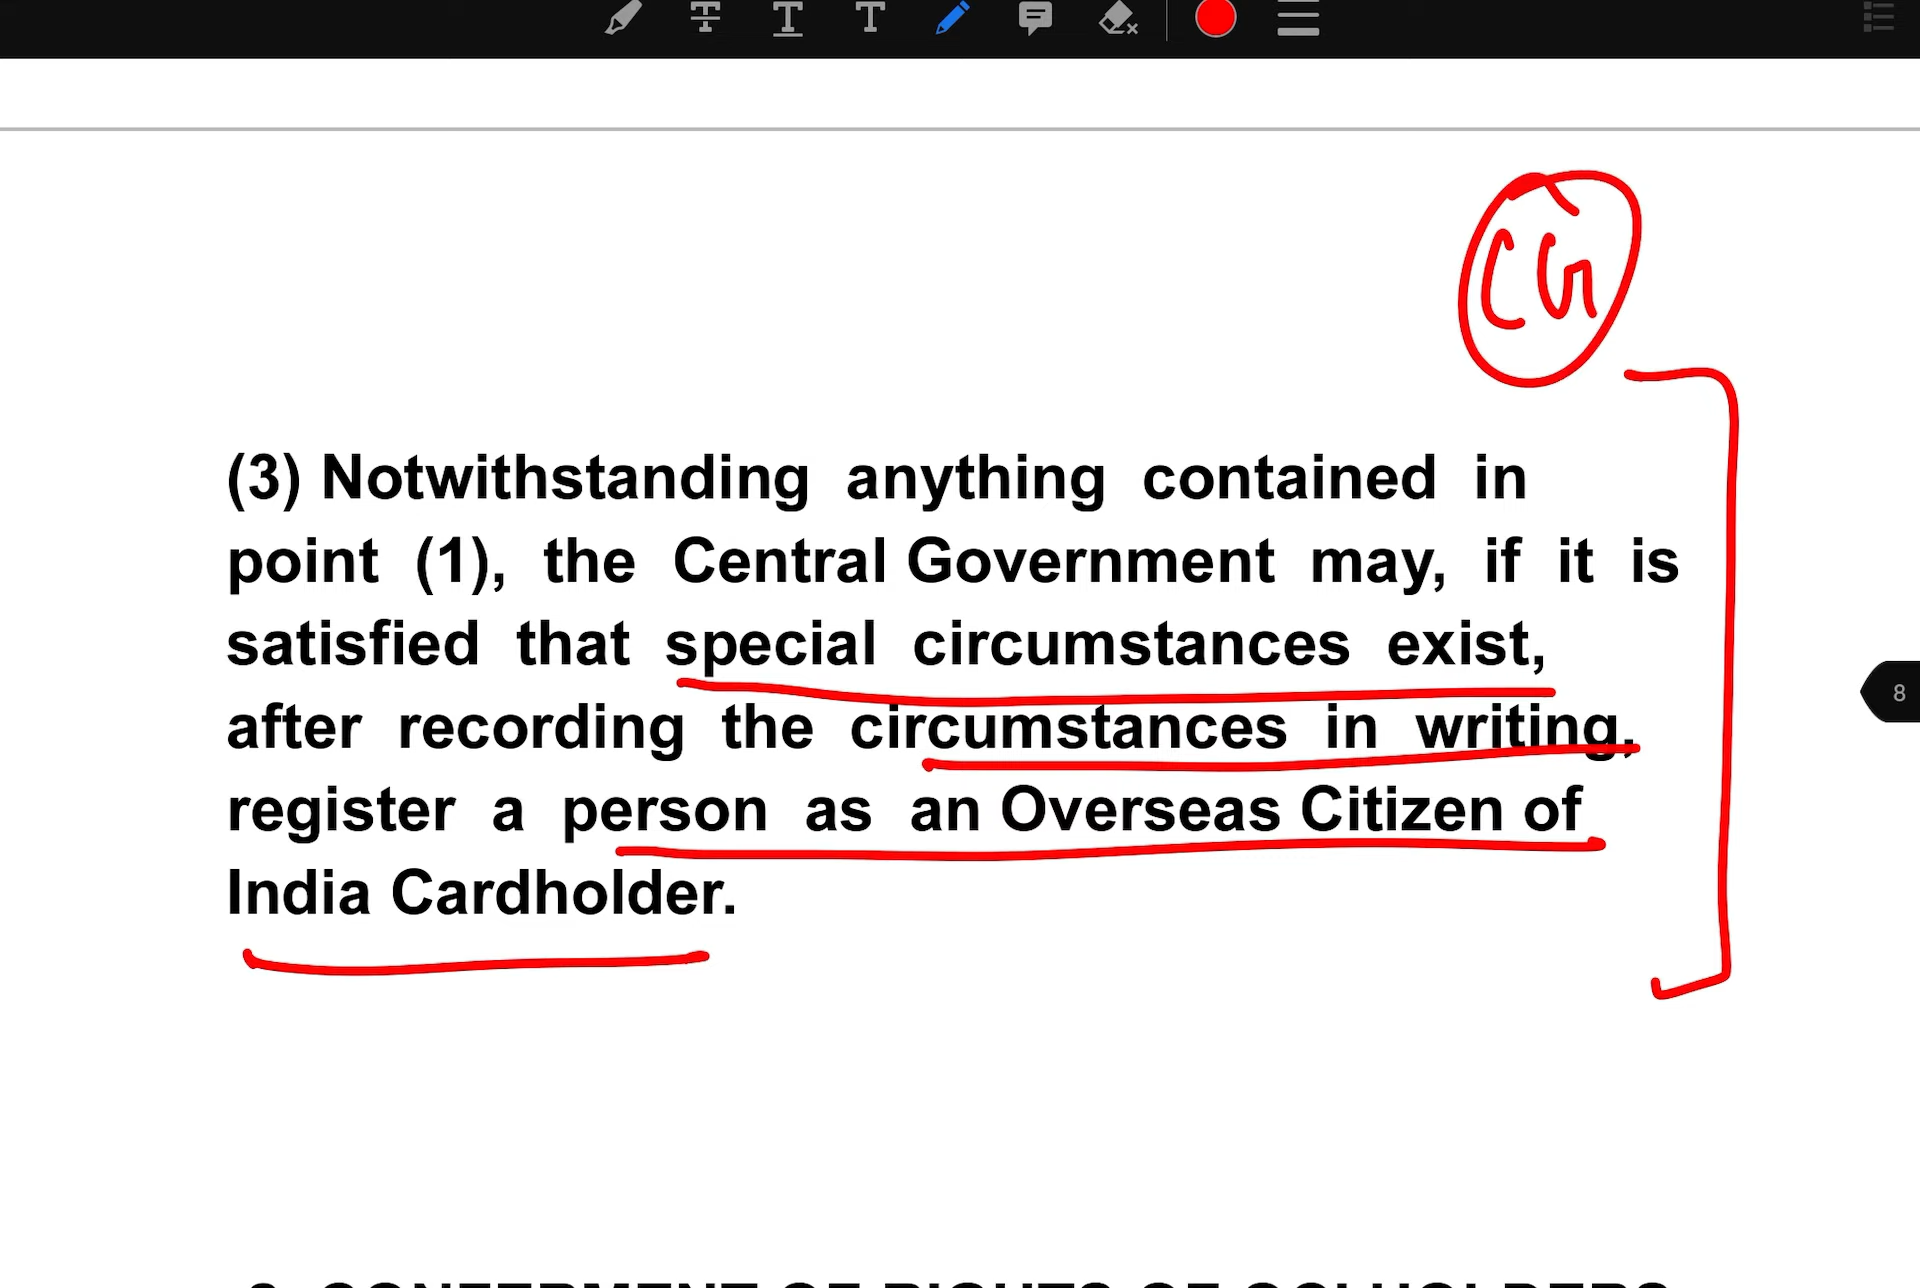 CG
(3) Notwithstanding anything contained in
point (1), the Central Government may, if it is
satisfied that special circumstances exist,
after recording the circumstances in writing,
register a person as an Overseas Citizen of
India Cardholder.
8